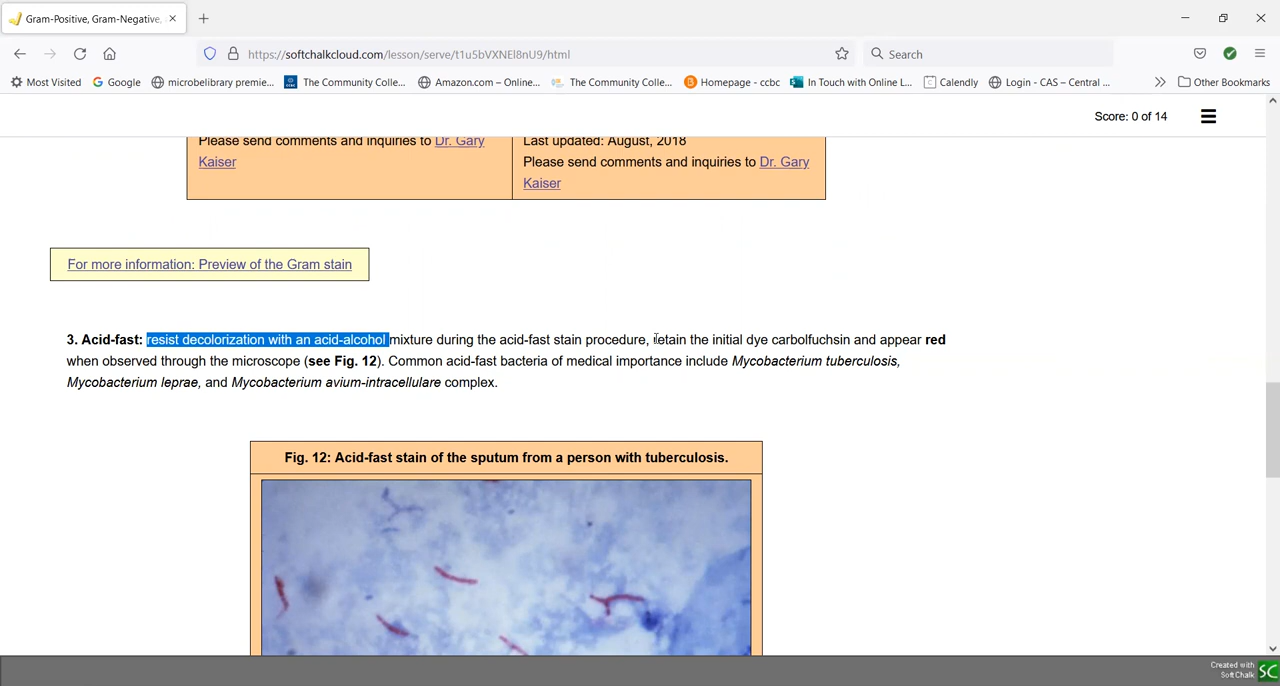 Gram-Positive, Gram-Negative,
https://softchalkcloud.com/lesson/serve/t1u5bVXNEl8nU9/html
Search
Most Visited
Google
microbelibrary premie...
The Community Colle...
Amazon.com – Online...
The Community Colle...
Homepage - ccbc
In Touch with Online L...
Calendly
Login - CAS – Central ...
Other Bookmarks
Score: 0 of 14
Please send comments and inquiries to Dr. Gary
Kaiser
Last updated: August, 2018
Please send comments and inquiries to Dr. Gary
Kaiser
For more information: Preview of the Gram stain
3. Acid-fast: resist decolorization with an acid-alcohol mixture during the acid-fast stain procedure, retain the initial dye carbolfuchsin and appear red
when observed through the microscope (see Fig. 12). Common acid-fast bacteria of medical importance include Mycobacterium tuberculosis,
Mycobacterium leprae, and Mycobacterium avium-intracellulare complex.
Fig. 12: Acid-fast stain of the sputum from a person with tuberculosis.
Created with
SoftChalk
SC